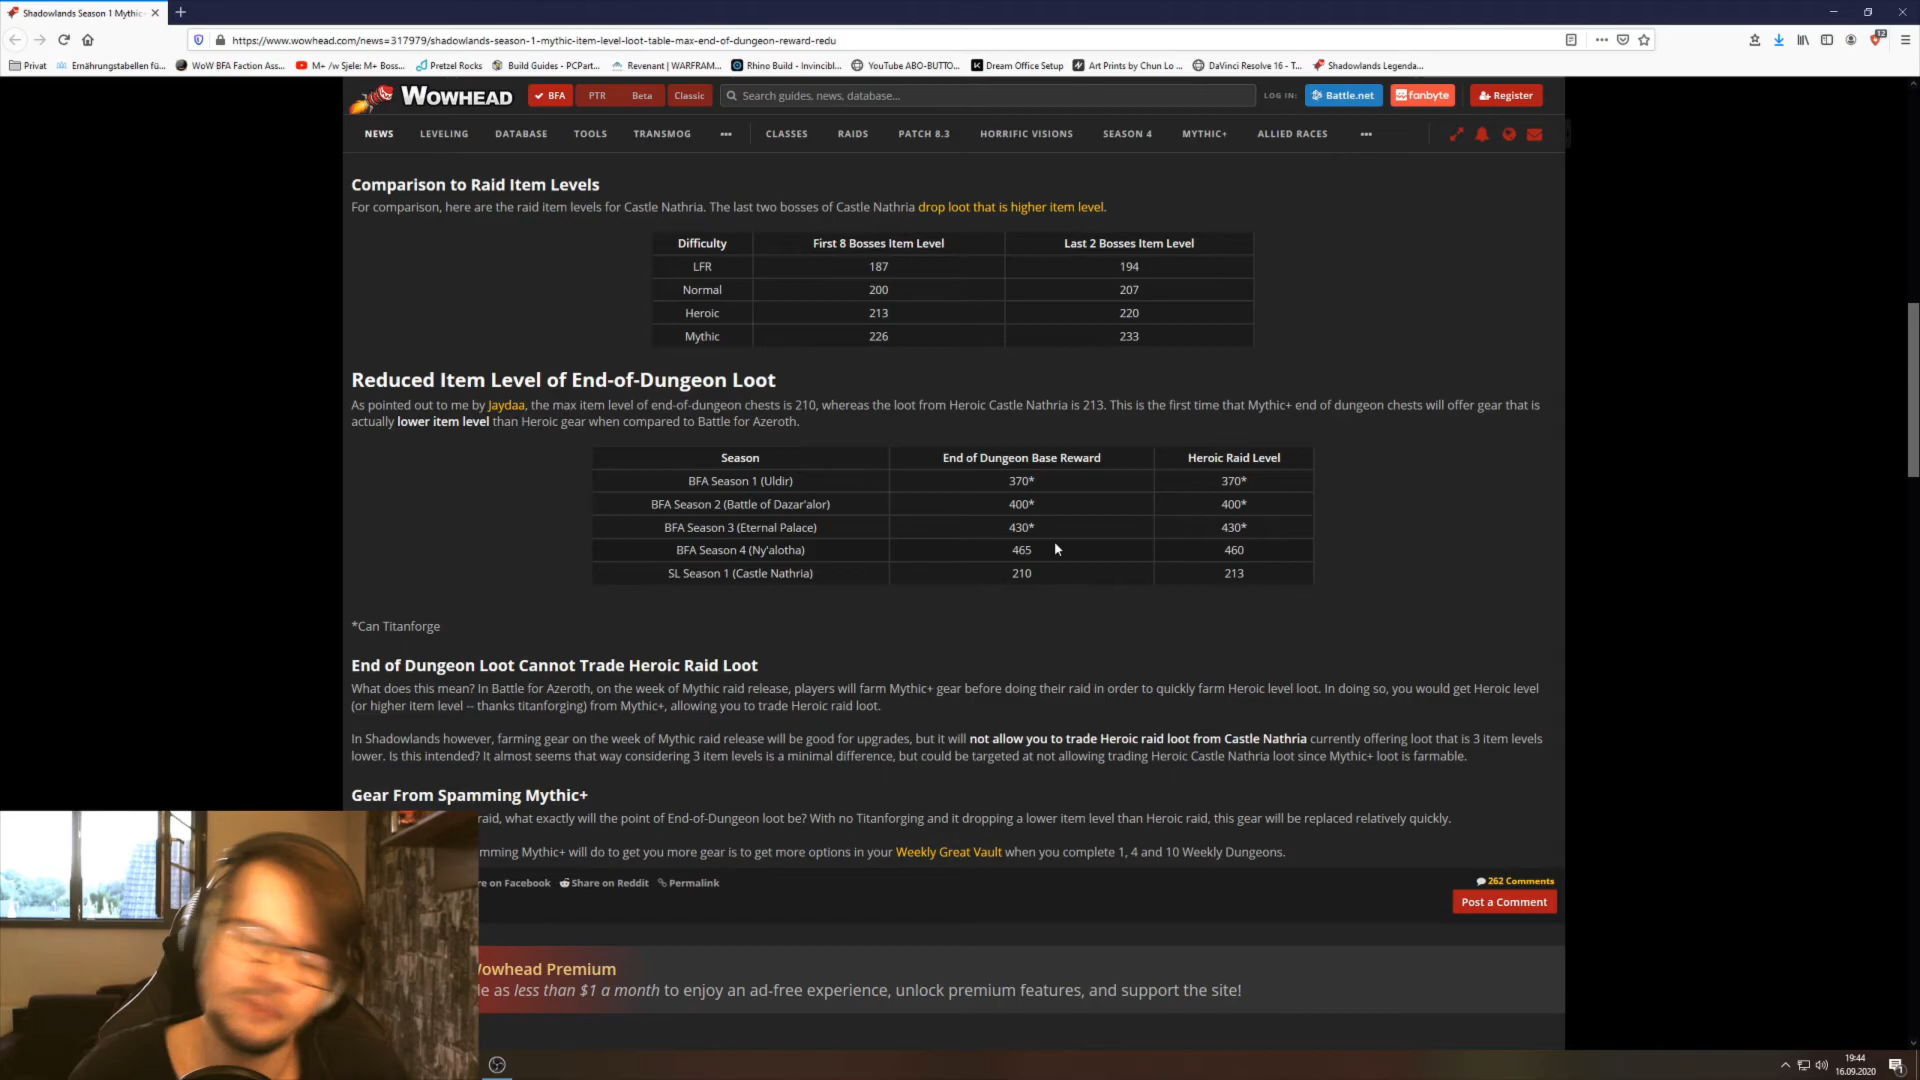 Shadowlands Season 1 Mythic
https://www.wowhead.com/news=317979/shadowlands-season-1-mythic-item-level-loot-table-max-end-of-dungeon-reward-redu
12
Privat Ernährungstabellen fü... WoW BFA Faction Ass... M+ /w Sjele: M+ Boss... Pretzel Rocks Build Guides - PCPart... Revenant | WARFRAM... Rhino Build - Invincibl... YouTube ABO-BUTTO... Dream Office Setup Art Prints by Chun Lo ... DaVinci Resolve 16 - T... Shadowlands Legenda...
WOWHEAD BFA PTR Beta Classic Search guides, news, database... LOG IN: Battle.net fanbyte Register
NEWS LEVELING DATABASE TOOLS TRANSMOG ••• CLASSES RAIDS PATCH 8.3 HORRIFIC VISIONS SEASON 4 MYTHIC+ ALLIED RACES •••
Comparison to Raid Item Levels
For comparison, here are the raid item levels for Castle Nathria. The last two bosses of Castle Nathria drop loot that is higher item level.
Difficulty First 8 Bosses Item Level Last 2 Bosses Item Level
LFR 187 194
Normal 200 207
Heroic 213 220
Mythic 226 233
Reduced Item Level of End-of-Dungeon Loot
As pointed out to me by Jaydaa, the max item level of end-of-dungeon chests is 210, whereas the loot from Heroic Castle Nathria is 213. This is the first time that Mythic+ end of dungeon chests will offer gear that is
actually lower item level than Heroic gear when compared to Battle for Azeroth.
Season End of Dungeon Base Reward Heroic Raid Level
BFA Season 1 (Uldir) 370* 370*
BFA Season 2 (Battle of Dazar'alor) 400* 400*
BFA Season 3 (Eternal Palace) 430* 430*
BFA Season 4 (Ny'alotha) 465 460
SL Season 1 (Castle Nathria) 210 213
*Can Titanforge
End of Dungeon Loot Cannot Trade Heroic Raid Loot
What does this mean? In Battle for Azeroth, on the week of Mythic raid release, players will farm Mythic+ gear before doing their raid in order to quickly farm Heroic level loot. In doing so, you would get Heroic level
(or higher item level -- thanks titanforging) from Mythic+, allowing you to trade Heroic raid loot.
In Shadowlands however, farming gear on the week of Mythic raid release will be good for upgrades, but it will not allow you to trade Heroic raid loot from Castle Nathria currently offering loot that is 3 item levels
lower. Is this intended? It almost seems that way considering 3 item levels is a minimal difference, but could be targeted at not allowing trading Heroic Castle Nathria loot since Mythic+ loot is farmable.
Gear From Spamming Mythic+
raid, what exactly will the point of End-of-Dungeon loot be? With no Titanforging and it dropping a lower item level than Heroic raid, this gear will be replaced relatively quickly.
mming Mythic+ will do to get you more gear is to get more options in your Weekly Great Vault when you complete 1, 4 and 10 Weekly Dungeons.
re on Facebook Share on Reddit Permalink 262 Comments
Post a Comment
Wowhead Premium
le as less than $1 a month to enjoy an ad-free experience, unlock premium features, and support the site!
19:44
16.09.2020